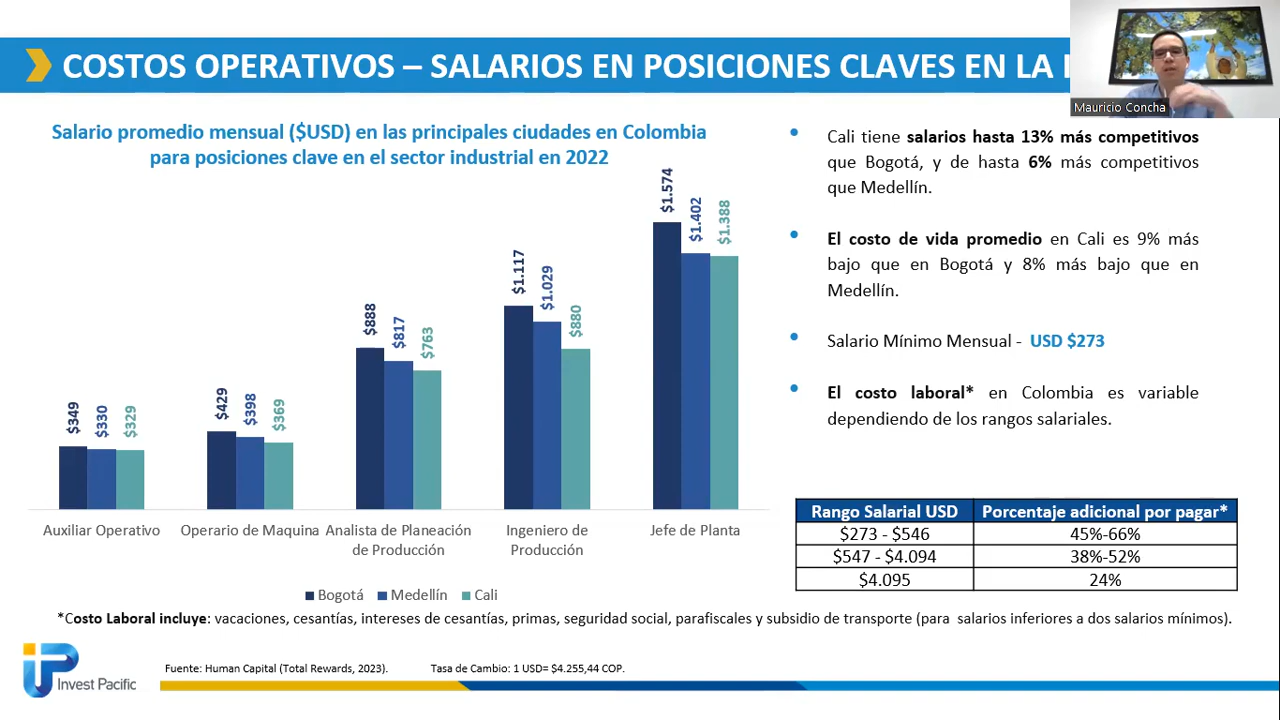 COSTOS OPERATIVOS – SALARIOS EN POSICIONES CLAVES EN LA
Mauricio Concha
Salario promedio mensual ($USD) en las principales ciudades en Colombia
para posiciones clave en el sector industrial en 2022
$349
$330
$329
$429
$398
$369
$888
$817
$763
$1.117
$1.029
$880
$1.574
$1.402
$1.388
Auxiliar Operativo
Operario de Maquina
Analista de Planeación
de Producción
Ingeniero de
Producción
Jefe de Planta
Bogotá
Medellín
Cali
• Cali tiene salarios hasta 13% más competitivos
que Bogotá, y de hasta 6% más competitivos
que Medellín.
• El costo de vida promedio en Cali es 9% más
bajo que en Bogotá y 8% más bajo que en
Medellín.
• Salario Mínimo Mensual - USD $273
• El costo laboral* en Colombia es variable
dependiendo de los rangos salariales.
Rango Salarial USD Porcentaje adicional por pagar*
$273 - $546 45%-66%
$547 - $4.094 38%-52%
$4.095 24%
*Costo Laboral incluye: vacaciones, cesantías, intereses de cesantías, primas, seguridad social, parafiscales y subsidio de transporte (para salarios inferiores a dos salarios mínimos).
Invest Pacific
Fuente: Human Capital (Total Rewards, 2023). Tasa de Cambio: 1 USD= $4.255,44 COP.